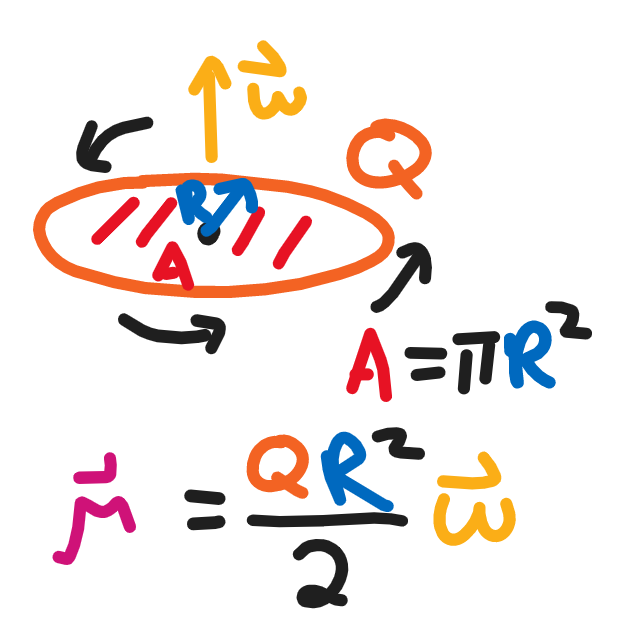 ω⃗
Q
R
A
A = πR²
μ⃗ = QR²/2 ω⃗